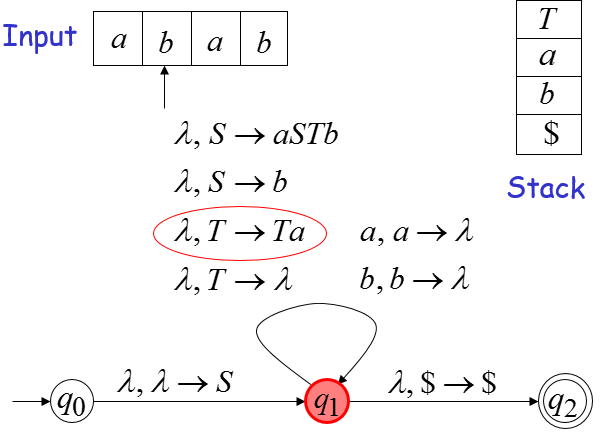 Input
a b a b
T
a
b
$
Stack
λ, S → aSTb
λ, S → b
λ, T → Ta
λ, T → λ
a, a → λ
b, b → λ
λ, λ → S
λ, $ → $
q0
q1
q2